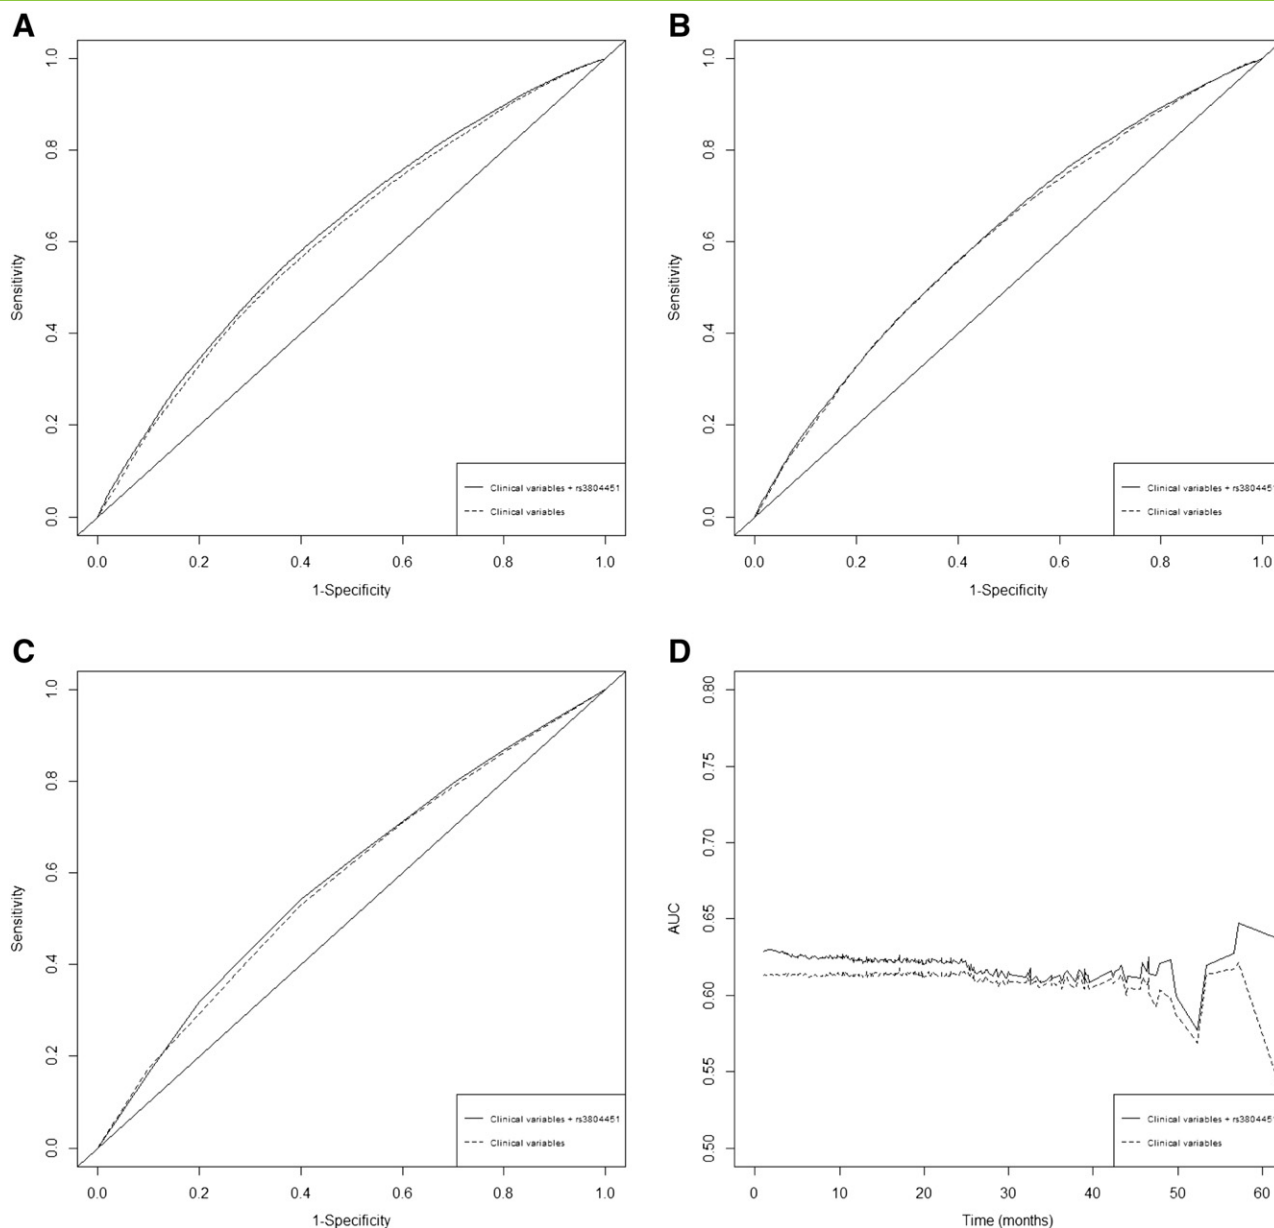 A
1.0
0.8
0.6
0.4
0.2
0.0
Sensitivity
Clinical variables + rs3804451
Clinical variables
0.0 0.2 0.4 0.6 0.8 1.0
1-Specificity
B
1.0
0.8
0.6
0.4
0.2
0.0
Sensitivity
Clinical variables + rs380445
Clinical variables
0.0 0.2 0.4 0.6 0.8 1.0
1-Specificity
C
1.0
0.8
0.6
0.4
0.2
0.0
Sensitivity
Clinical variables + rs3804451
Clinical variables
0.0 0.2 0.4 0.6 0.8 1.0
1-Specificity
D
0.80
0.75
0.70
0.65
0.60
0.55
0.50
AUC
Clinical variables + rs380445
Clinical variables
0 10 20 30 40 50 60
Time (months)